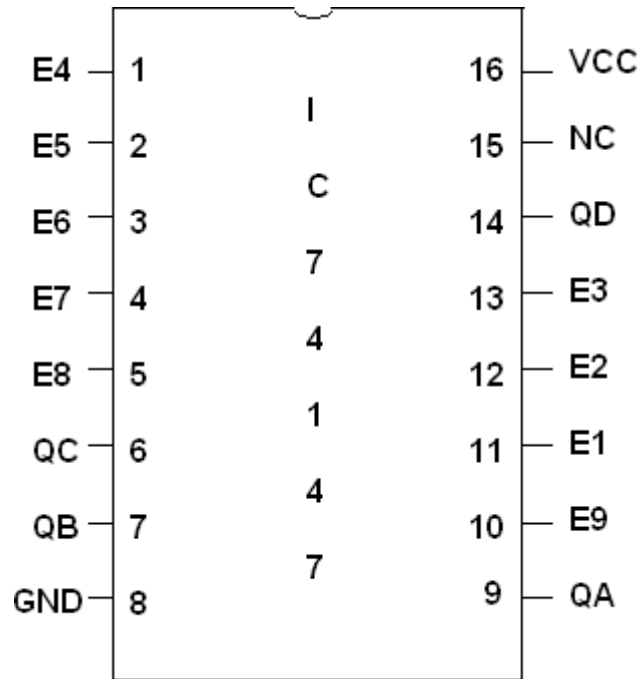 E4 1 16 VCC
I
E5 2 15 NC
C
E6 3 14 QD
7
E7 4 13 E3
4
E8 5 12 E2
1
QC 6 11 E1
4
QB 7 10 E9
7
GND 8 9 QA